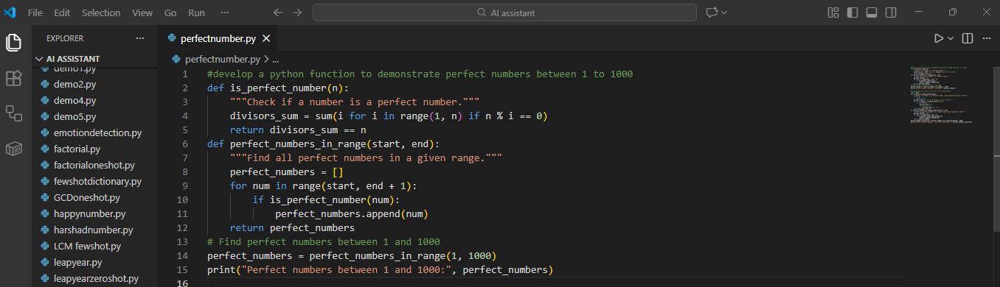 File Edit Selection View Go Run ···
AI assistant
EXPLORER ···
AI ASSISTANT
demo1.py
demo2.py
demo4.py
demo5.py
emotiondetection.py
factorial.py
factorialoneshot.py
fewshotdictionary.py
GCDoneshot.py
happynumber.py
harshadnumber.py
LCM fewshot.py
leapyear.py
leapyearzeroshot.py
perfectnumber.py
perfectnumber.py > ...
1 #develop a python function to demonstrate perfect numbers between 1 to 1000
2 def is_perfect_number(n):
3     """Check if a number is a perfect number."""
4     divisors_sum = sum(i for i in range(1, n) if n % i == 0)
5     return divisors_sum == n
6 def perfect_numbers_in_range(start, end):
7     """Find all perfect numbers in a given range."""
8     perfect_numbers = []
9     for num in range(start, end + 1):
10         if is_perfect_number(num):
11             perfect_numbers.append(num)
12     return perfect_numbers
13 # Find perfect numbers between 1 and 1000
14 perfect_numbers = perfect_numbers_in_range(1, 1000)
15 print("Perfect numbers between 1 and 1000:", perfect_numbers)
16